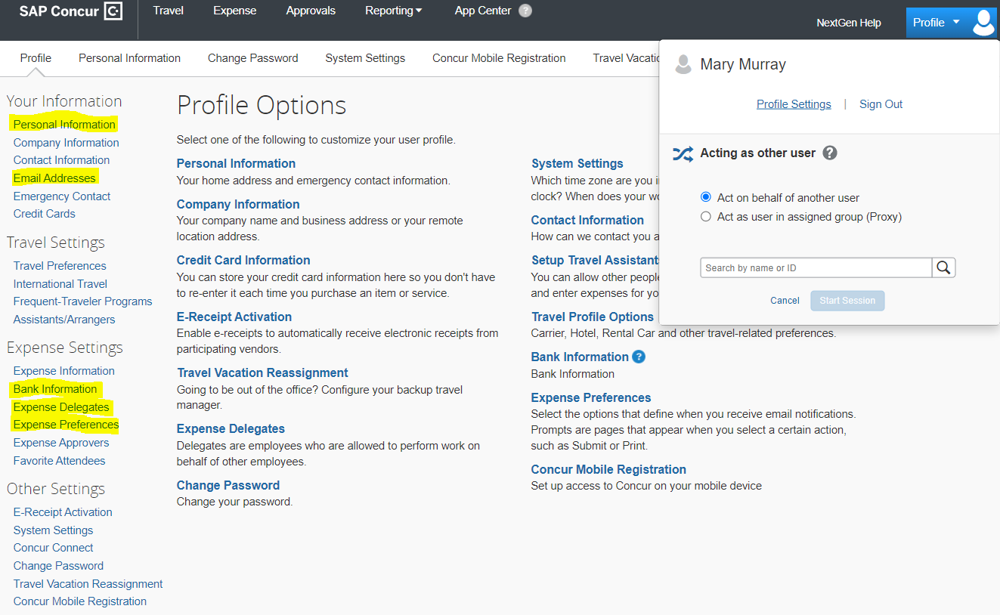 SAP Concur C Travel Expense Approvals Reporting App Center ?
NextGen Help Profile
Profile Personal Information Change Password System Settings Concur Mobile Registration Travel Vacatio
Mary Murray
Profile Settings | Sign Out
Acting as other user ?
Act on behalf of another user
Act as user in assigned group (Proxy)
Search by name or ID
Cancel Start Session
Your Information
Personal Information
Company Information
Contact Information
Email Addresses
Emergency Contact
Credit Cards
Travel Settings
Travel Preferences
International Travel
Frequent-Traveler Programs
Assistants/Arrangers
Expense Settings
Expense Information
Bank Information
Expense Delegates
Expense Preferences
Expense Approvers
Favorite Attendees
Other Settings
E-Receipt Activation
System Settings
Concur Connect
Change Password
Travel Vacation Reassignment
Concur Mobile Registration
Profile Options
Select one of the following to customize your user profile.
Personal Information
Your home address and emergency contact information.
Company Information
Your company name and business address or your remote
location address.
Credit Card Information
You can store your credit card information here so you don't have
to re-enter it each time you purchase an item or service.
E-Receipt Activation
Enable e-receipts to automatically receive electronic receipts from
participating vendors.
Travel Vacation Reassignment
Going to be out of the office? Configure your backup travel
manager.
Expense Delegates
Delegates are employees who are allowed to perform work on
behalf of other employees.
Change Password
Change your password.
System Settings
Which time zone are you i
clock? When does your wo
Contact Information
How can we contact you a
Setup Travel Assistant
You can allow other people
and enter expenses for yo
Travel Profile Options
Carrier, Hotel, Rental Car and other travel-related preferences.
Bank Information ?
Bank Information
Expense Preferences
Select the options that define when you receive email notifications.
Prompts are pages that appear when you select a certain action,
such as Submit or Print.
Concur Mobile Registration
Set up access to Concur on your mobile device